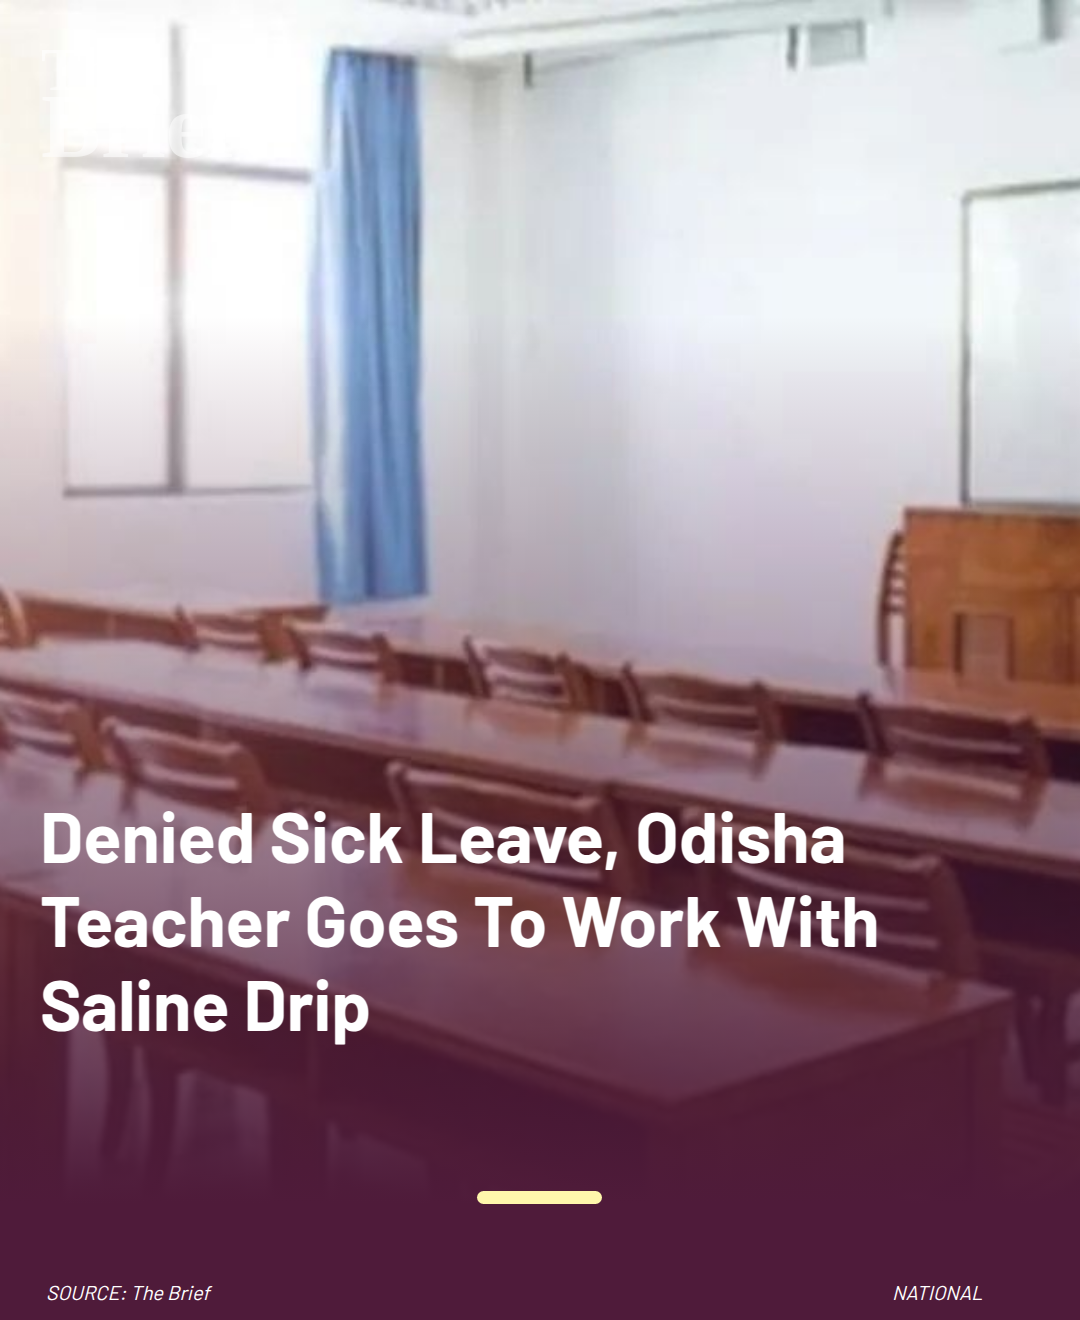 Denied Sick Leave, Odisha
Teacher Goes To Work With
Saline Drip
SOURCE: The Brief
NATIONAL